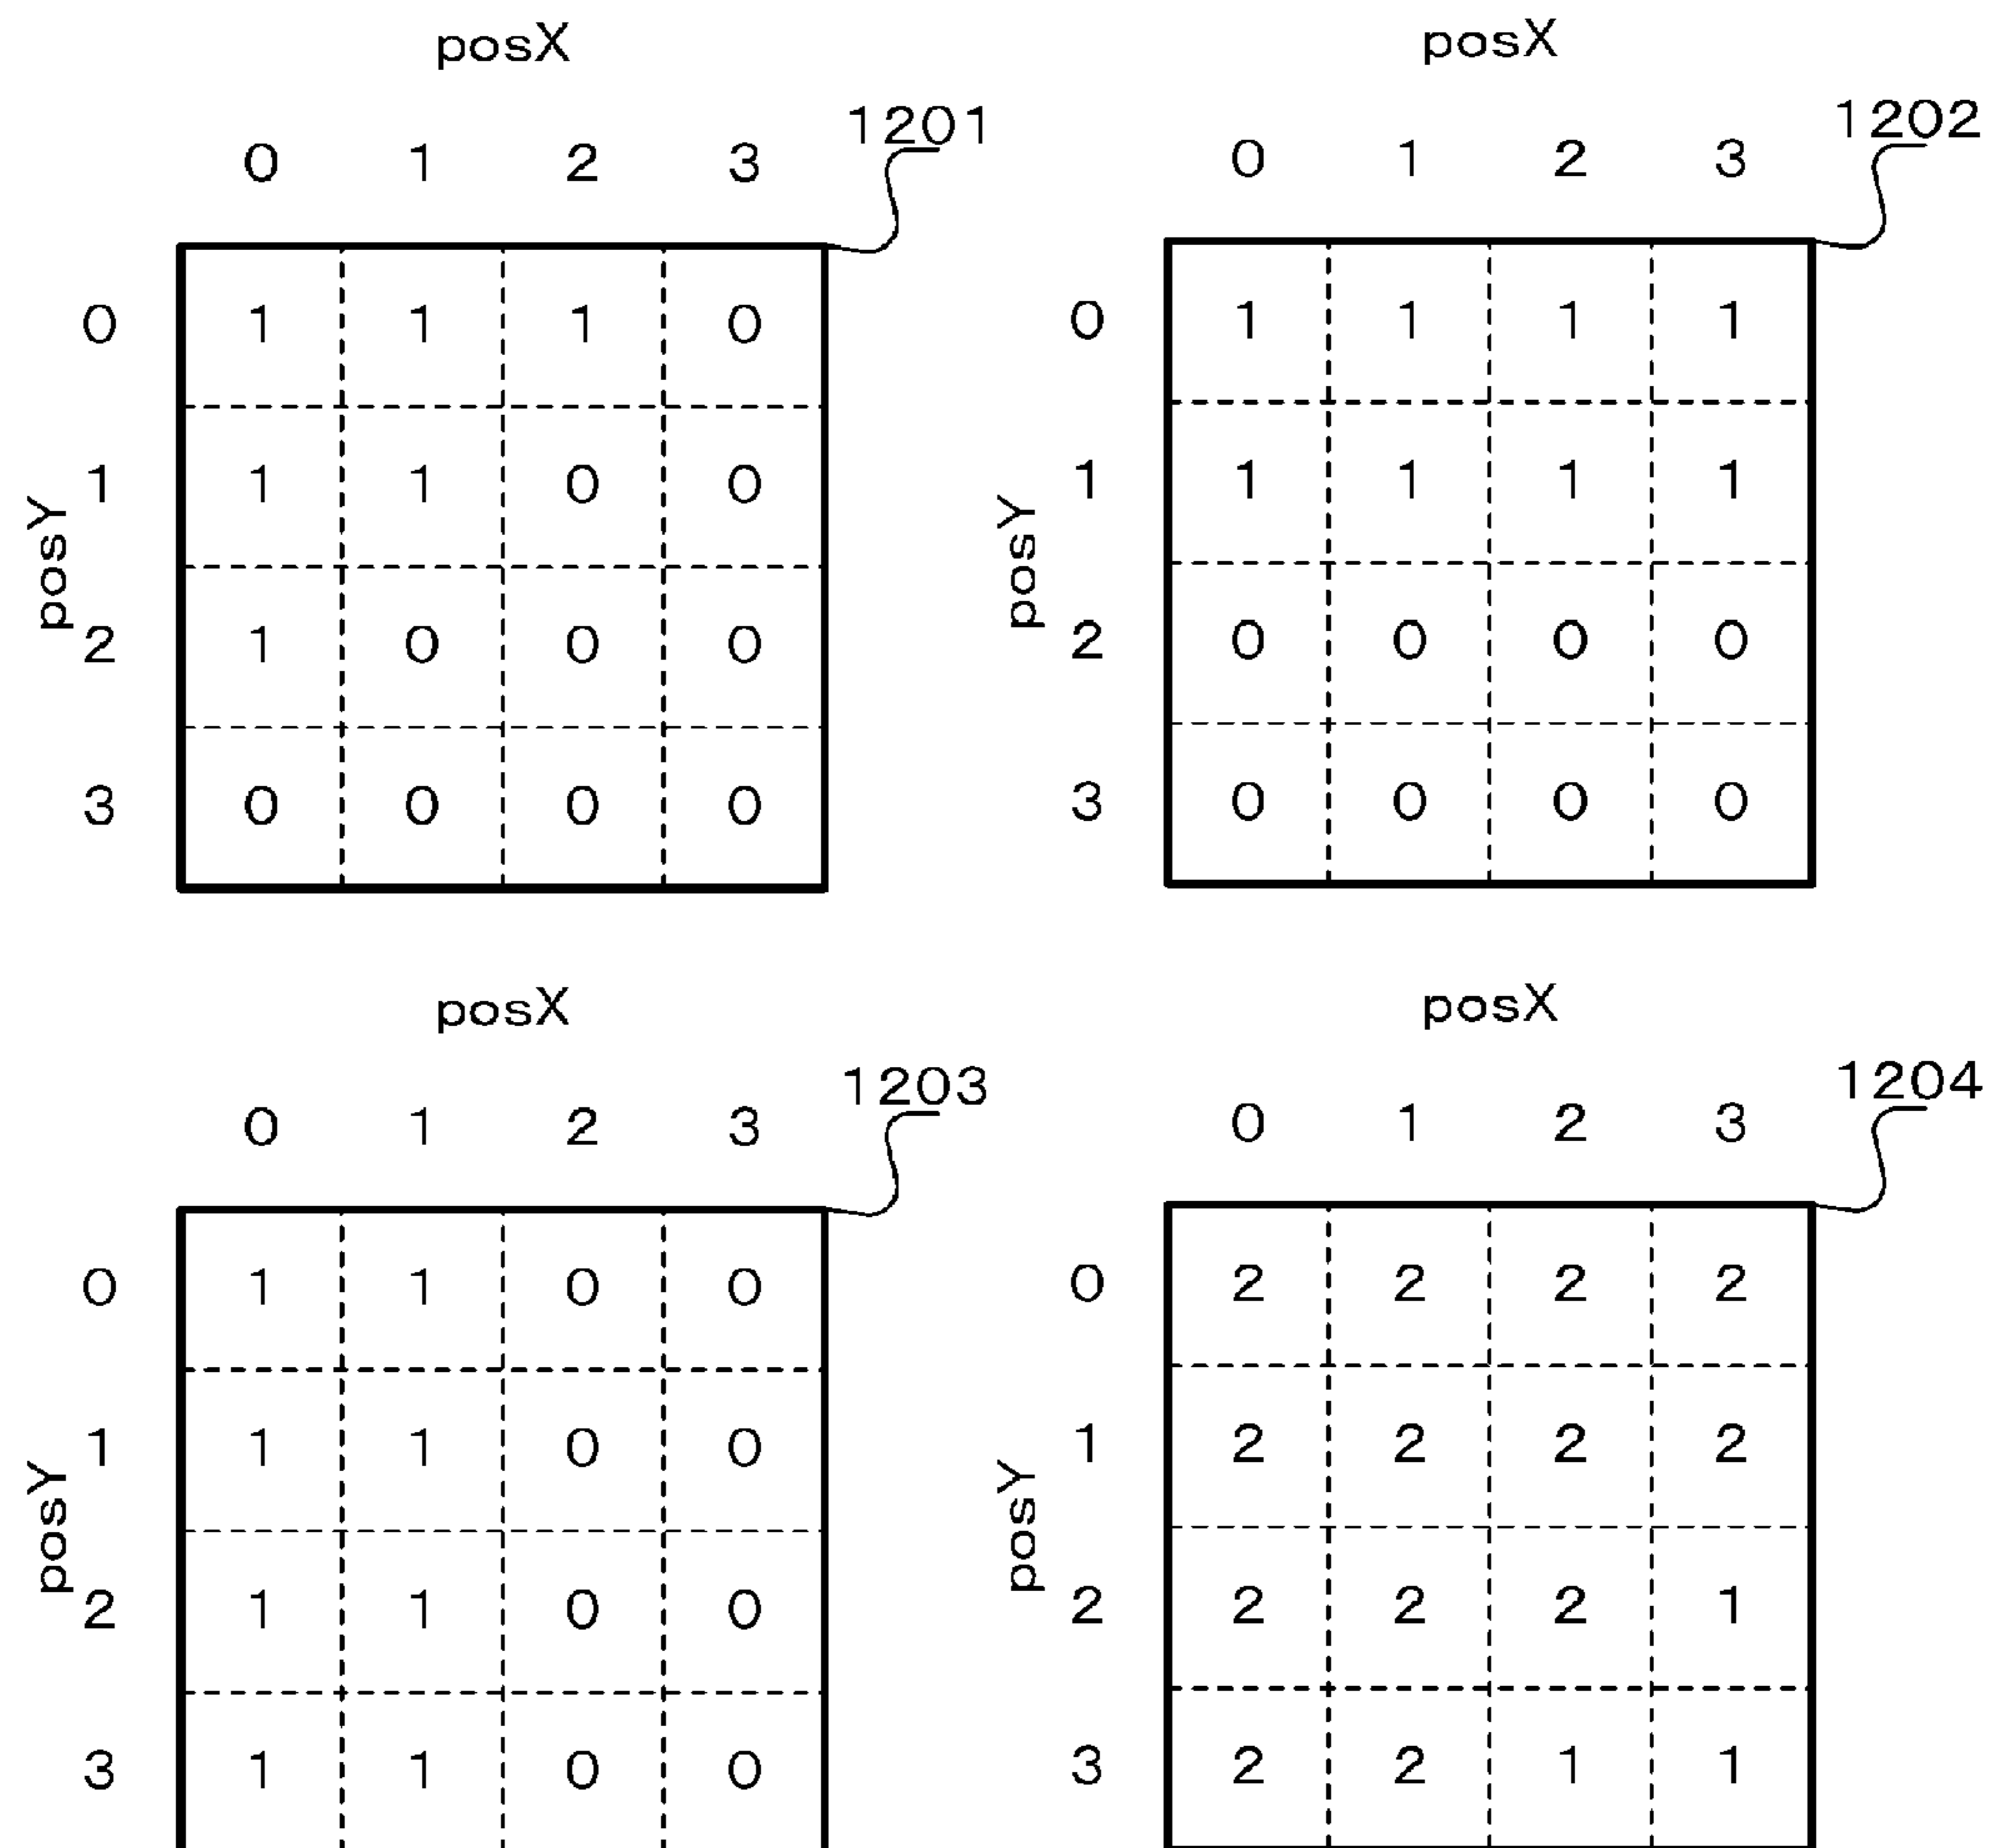 posX
1201
0 1 2 3
posY
0 1 1 1 0
1 1 1 0 0
2 1 0 0 0
3 0 0 0 0
posX
1202
0 1 2 3
posY
0 1 1 1 1
1 1 1 1 1
2 0 0 0 0
3 0 0 0 0
posX
1203
0 1 2 3
posY
0 1 1 0 0
1 1 1 0 0
2 1 1 0 0
3 1 1 0 0
posX
1204
0 1 2 3
posY
0 2 2 2 2
1 2 2 2 2
2 2 2 2 1
3 2 2 1 1